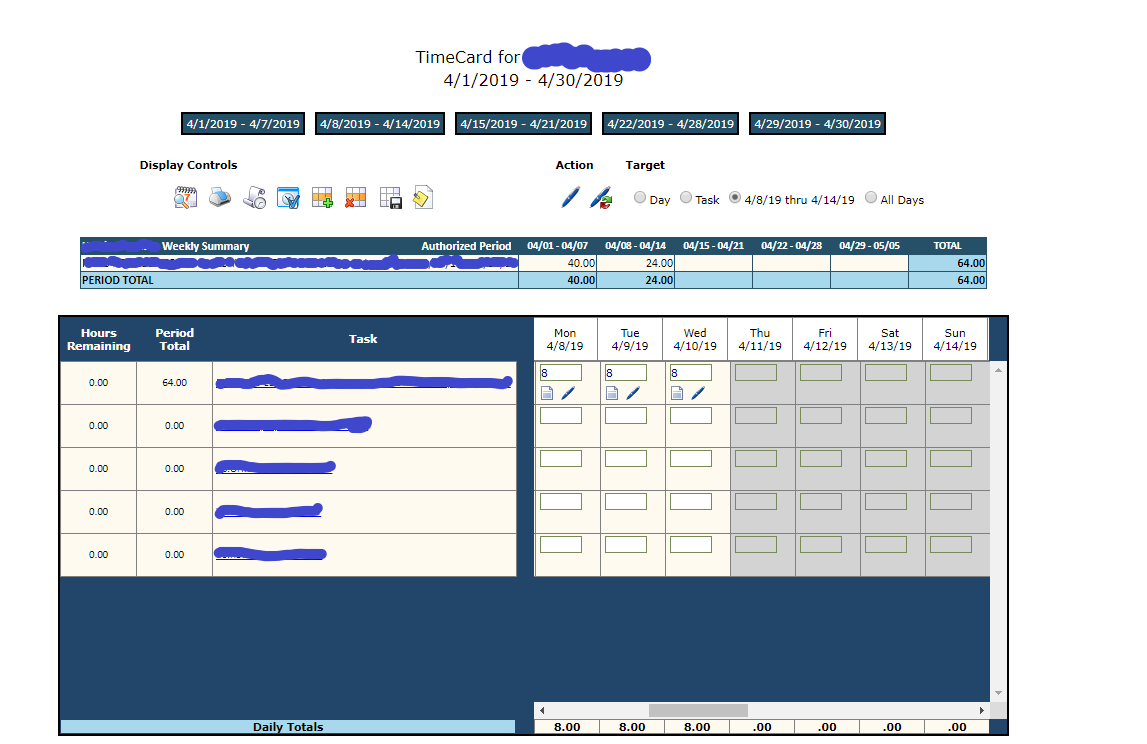 TimeCard for
4/1/2019 - 4/30/2019
4/1/2019 - 4/7/2019 4/8/2019 - 4/14/2019 4/15/2019 - 4/21/2019 4/22/2019 - 4/28/2019 4/29/2019 - 4/30/2019
Display Controls Action Target
Day Task 4/8/19 thru 4/14/19 All Days
Weekly Summary Authorized Period 04/01 - 04/07 04/08 - 04/14 04/15 - 04/21 04/22 - 04/28 04/29 - 05/05 TOTAL
40.00 24.00 64.00
PERIOD TOTAL 40.00 24.00 64.00
Hours Remaining Period Total Task Mon 4/8/19 Tue 4/9/19 Wed 4/10/19 Thu 4/11/19 Fri 4/12/19 Sat 4/13/19 Sun 4/14/19
0.00 64.00 8 8 8
0.00 0.00
0.00 0.00
0.00 0.00
0.00 0.00
Daily Totals 8.00 8.00 8.00 .00 .00 .00 .00